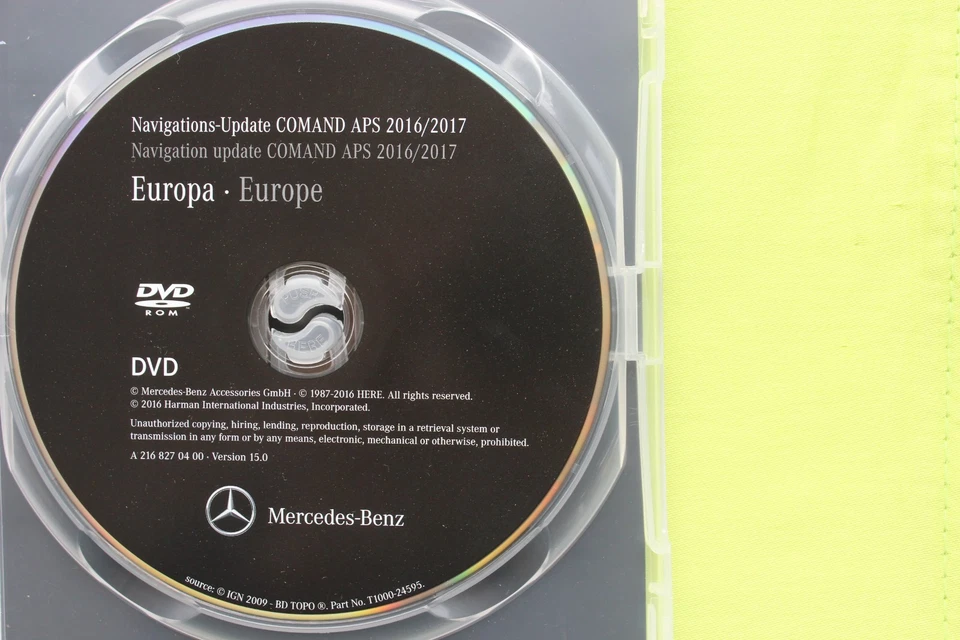 Navigations-Update COMAND APS 2016/2017
Navigation update COMAND APS 2016/2017
Europa · Europe
DVD
ROM
DVD
© Mercedes-Benz Accessories GmbH · © 1987-2016 HERE. All rights reserved.
© 2016 Harman International Industries, Incorporated.
Unauthorized copying, hiring, lending, reproduction, storage in a retrieval system or
transmission in any form or by any means, electronic, mechanical or otherwise, prohibited.
A 216 827 04 00 · Version 15.0
Mercedes-Benz
source: © IGN 2009 - BD TOPO ®. Part No. T1000-24595.